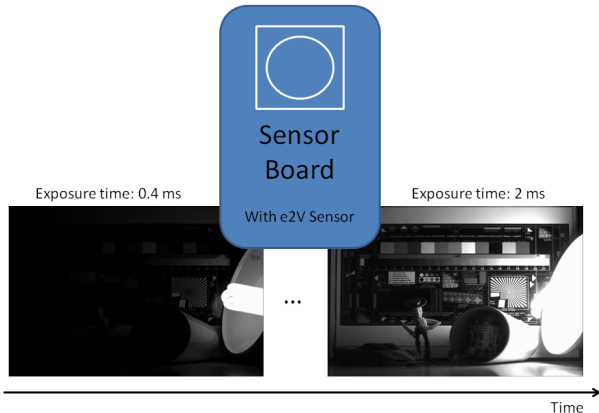 Sensor
Board
With e2V Sensor
Exposure time: 0.4 ms
Exposure time: 2 ms
...
Time